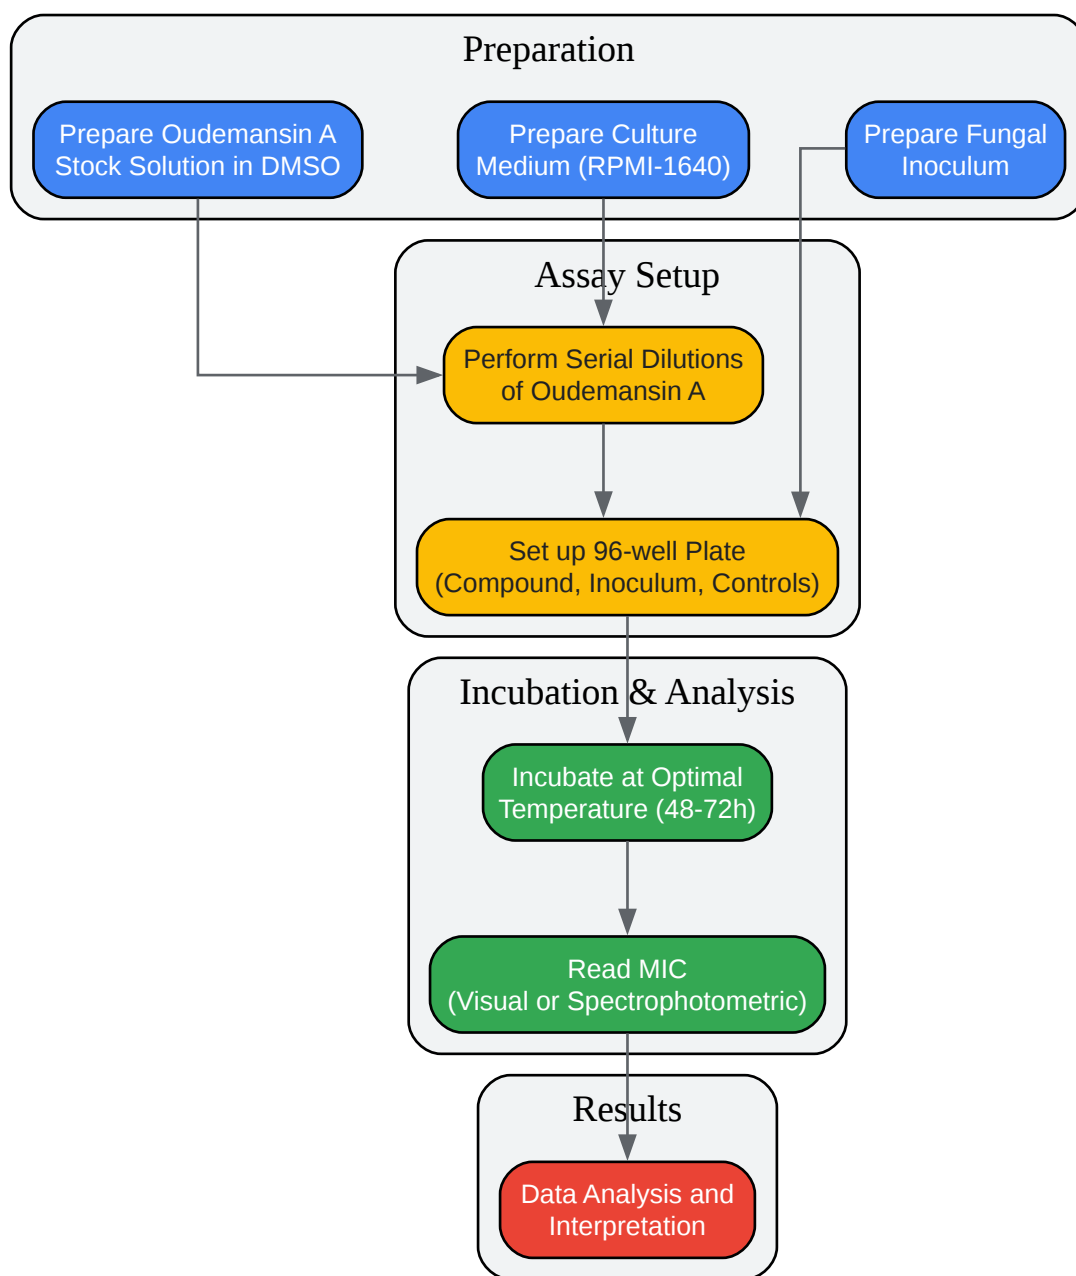 Preparation
Prepare Oudemansin A
Stock Solution in DMSO
Prepare Culture
Medium (RPMI-1640)
Prepare Fungal
Inoculum
Assay Setup
Perform Serial Dilutions
of Oudemansin A
Set up 96-well Plate
(Compound, Inoculum, Controls)
Incubation & Analysis
Incubate at Optimal
Temperature (48-72h)
Read MIC
(Visual or Spectrophotometric)
Results
Data Analysis and
Interpretation